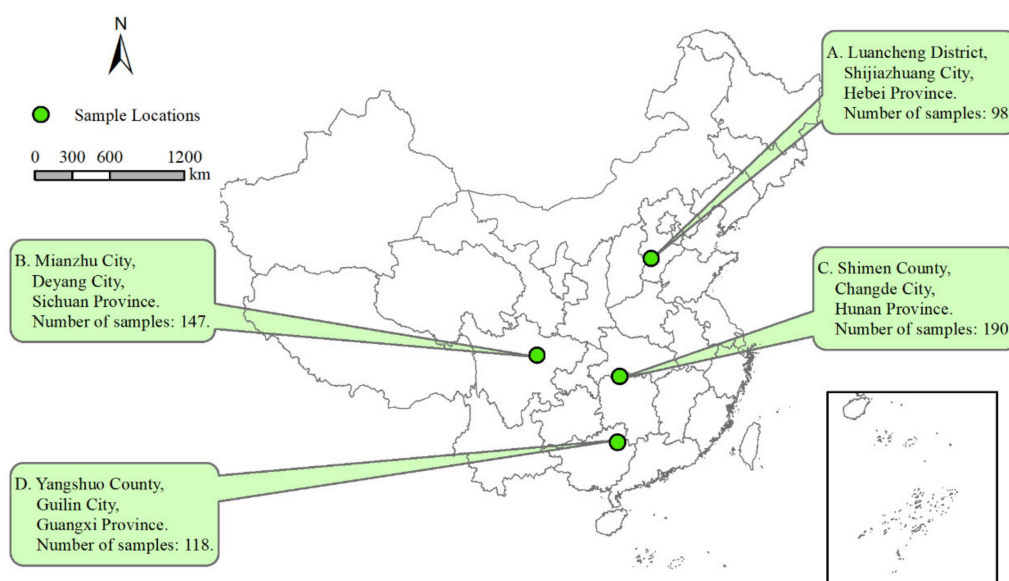 N
Sample Locations
0 300 600 1200
km
A. Luancheng District,
Shijiazhuang City,
Hebei Province.
Number of samples: 98
B. Mianzhu City,
Deyang City,
Sichuan Province.
Number of samples: 147.
C. Shimen County,
Changde City,
Hunan Province.
Number of samples: 190
D. Yangshuo County,
Guilin City,
Guangxi Province.
Number of samples: 118.